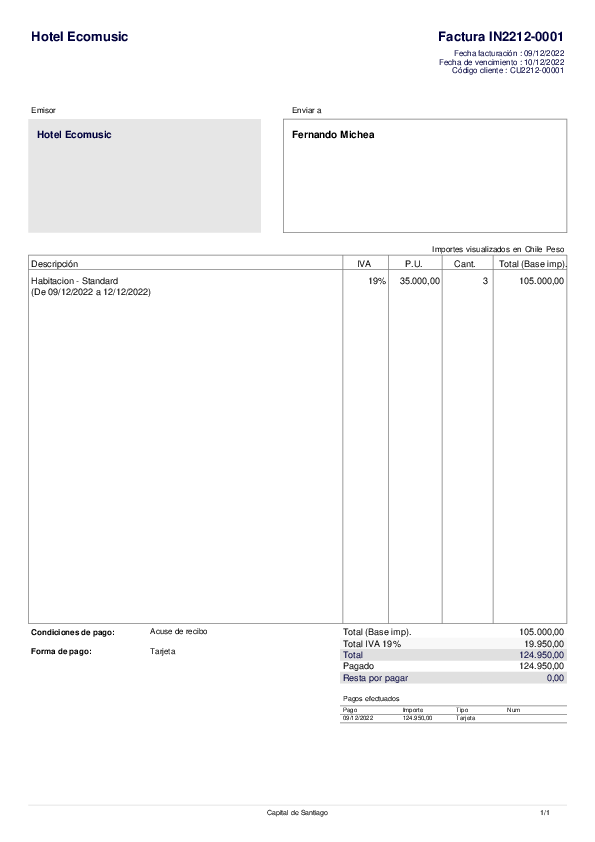 Hotel Ecomusic
Factura IN2212-0001
Fecha facturación : 09/12/2022
Fecha de vencimiento : 10/12/2022
Código cliente : CU2212-00001
Emisor
Enviar a
Hotel Ecomusic
Fernando Michea
Importes visualizados en Chile Peso
Descripción IVA P.U. Cant. Total (Base imp).
Habitacion - Standard 19% 35.000,00 3 105.000,00
(De 09/12/2022 a 12/12/2022)
Condiciones de pago: Acuse de recibo
Forma de pago: Tarjeta
Total (Base imp). 105.000,00
Total IVA 19% 19.950,00
Total 124.950,00
Pagado 124.950,00
Resta por pagar 0,00
Pagos efectuados
Pago Importe Tipo Num
09/12/2022 124.950,00 Tarjeta
Capital de Santiago 1/1